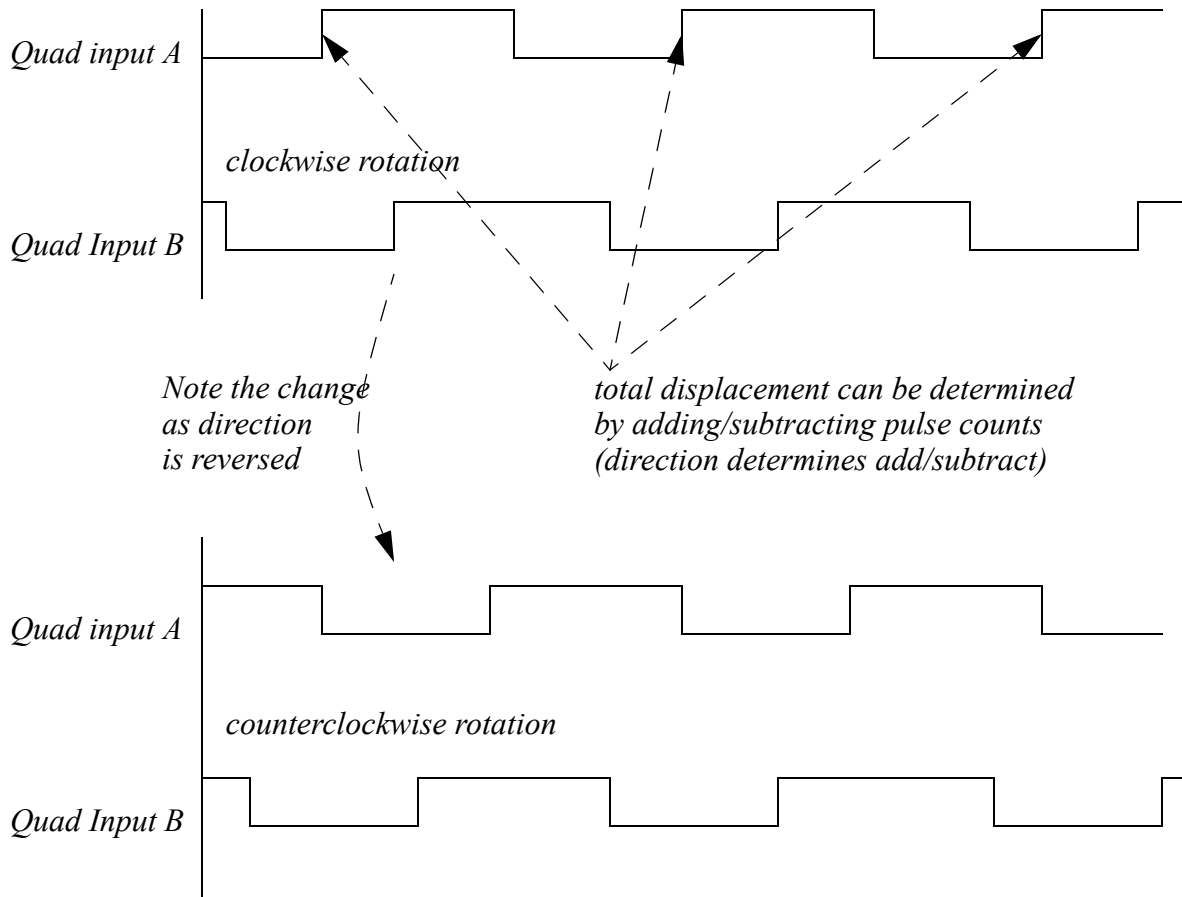 Quad input A
clockwise rotation
Quad Input B
Note the change
as direction
is reversed
total displacement can be determined
by adding/subtracting pulse counts
(direction determines add/subtract)
Quad input A
counterclockwise rotation
Quad Input B